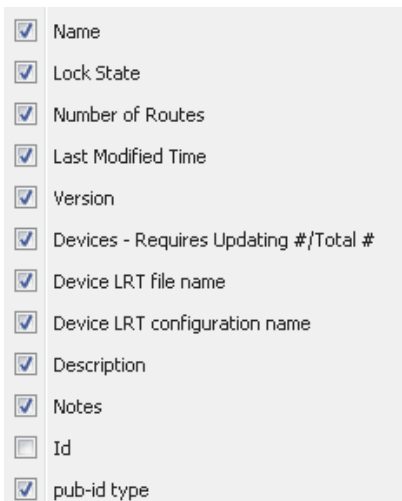 Name
Lock State
Number of Routes
Last Modified Time
Version
Devices - Requires Updating #/Total #
Device LRT file name
Device LRT configuration name
Description
Notes
Id
pub-id type